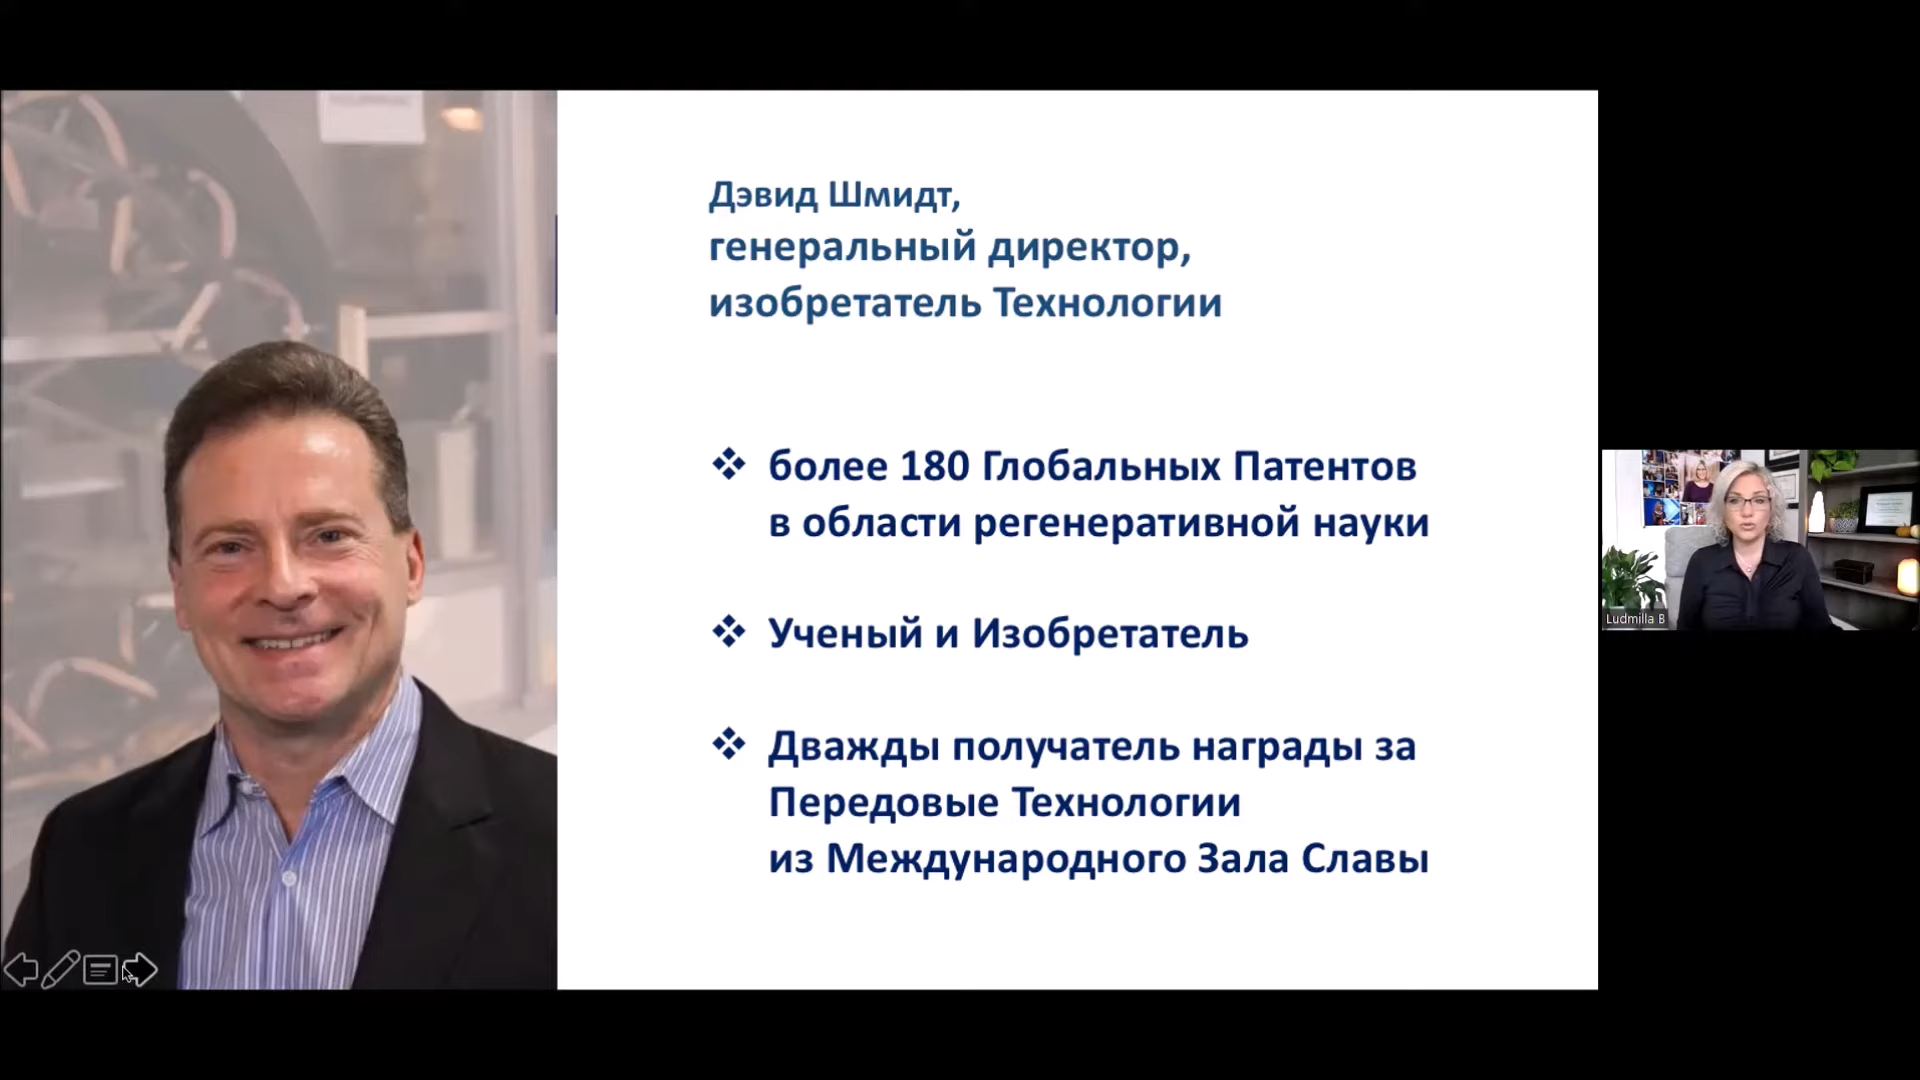 Дэвид Шмидт,
генеральный директор,
изобретатель Технологии
❖ более 180 Глобальных Патентов
в области регенеративной науки
❖ Ученый и Изобретатель
❖ Дважды получатель награды за
Передовые Технологии
из Международного Зала Славы
Ludmilla B